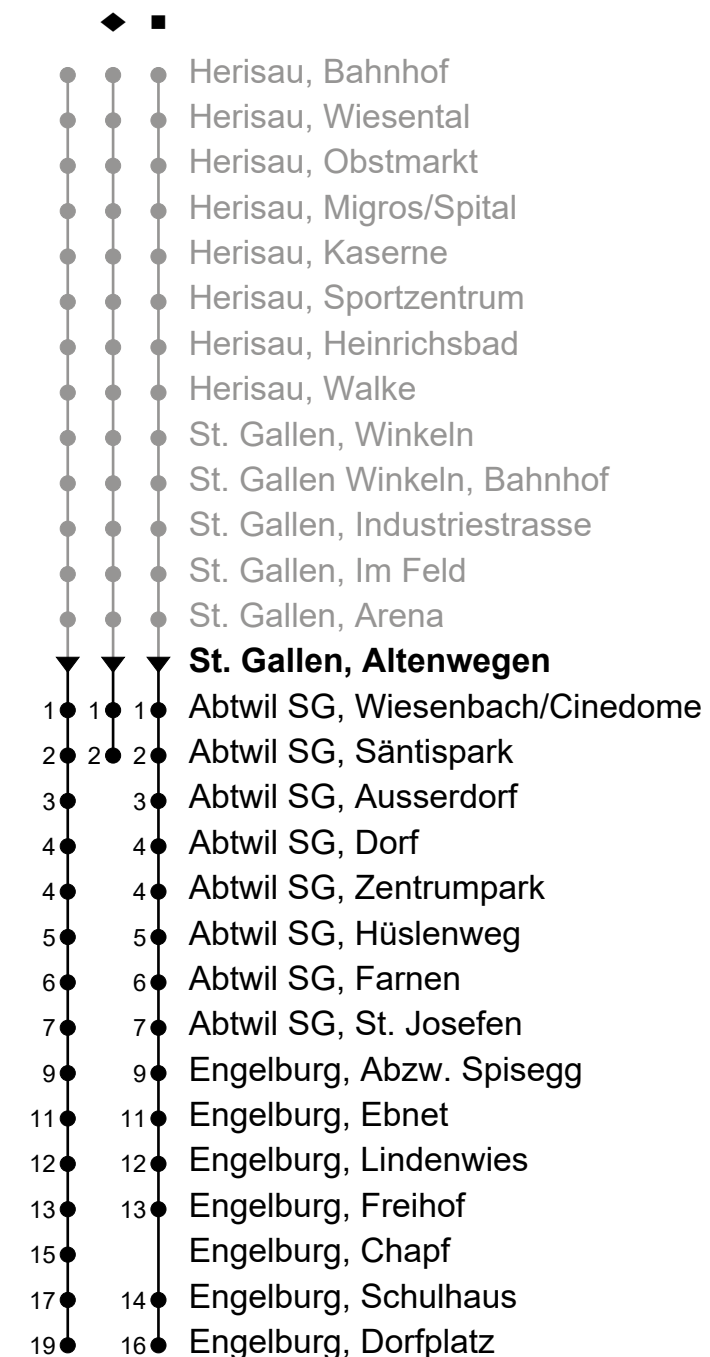 Herisau, Bahnhof
Herisau, Wiesental
Herisau, Obstmarkt
Herisau, Migros/Spital
Herisau, Kaserne
Herisau, Sportzentrum
Herisau, Heinrichsbad
Herisau, Walke
St. Gallen, Winkeln
St. Gallen Winkeln, Bahnhof
St. Gallen, Industriestrasse
St. Gallen, Im Feld
St. Gallen, Arena
St. Gallen, Altenwegen
1 1 1 Abtwil SG, Wiesenbach/Cinedome
2 2 2 Abtwil SG, Säntispark
3 3 Abtwil SG, Ausserdorf
4 4 Abtwil SG, Dorf
4 4 Abtwil SG, Zentrumpark
5 5 Abtwil SG, Hüslenweg
6 6 Abtwil SG, Farnen
7 7 Abtwil SG, St. Josefen
9 9 Engelburg, Abzw. Spisegg
11 11 Engelburg, Ebnet
12 12 Engelburg, Lindenwies
13 13 Engelburg, Freihof
15 Engelburg, Chapf
17 14 Engelburg, Schulhaus
19 16 Engelburg, Dorfplatz